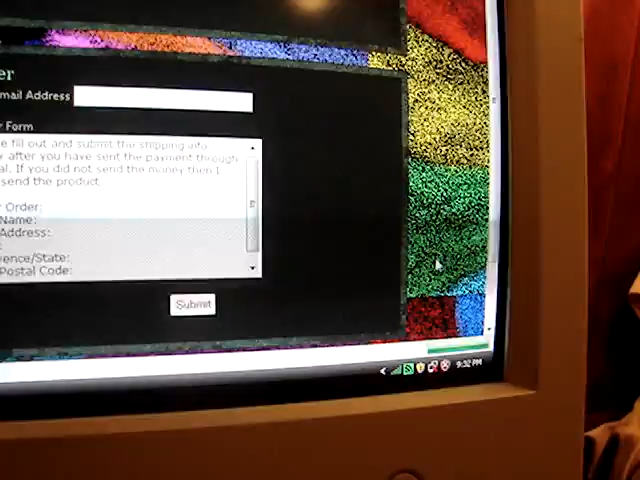 er
mail Address
Form
e fill out and submit the shipping info
y after you have sent the payment through
al. If you did not send the money then I
send the product.
Order:
Name:
Address:
:
vence/State:
Postal Code:
Submit
9:32 PM